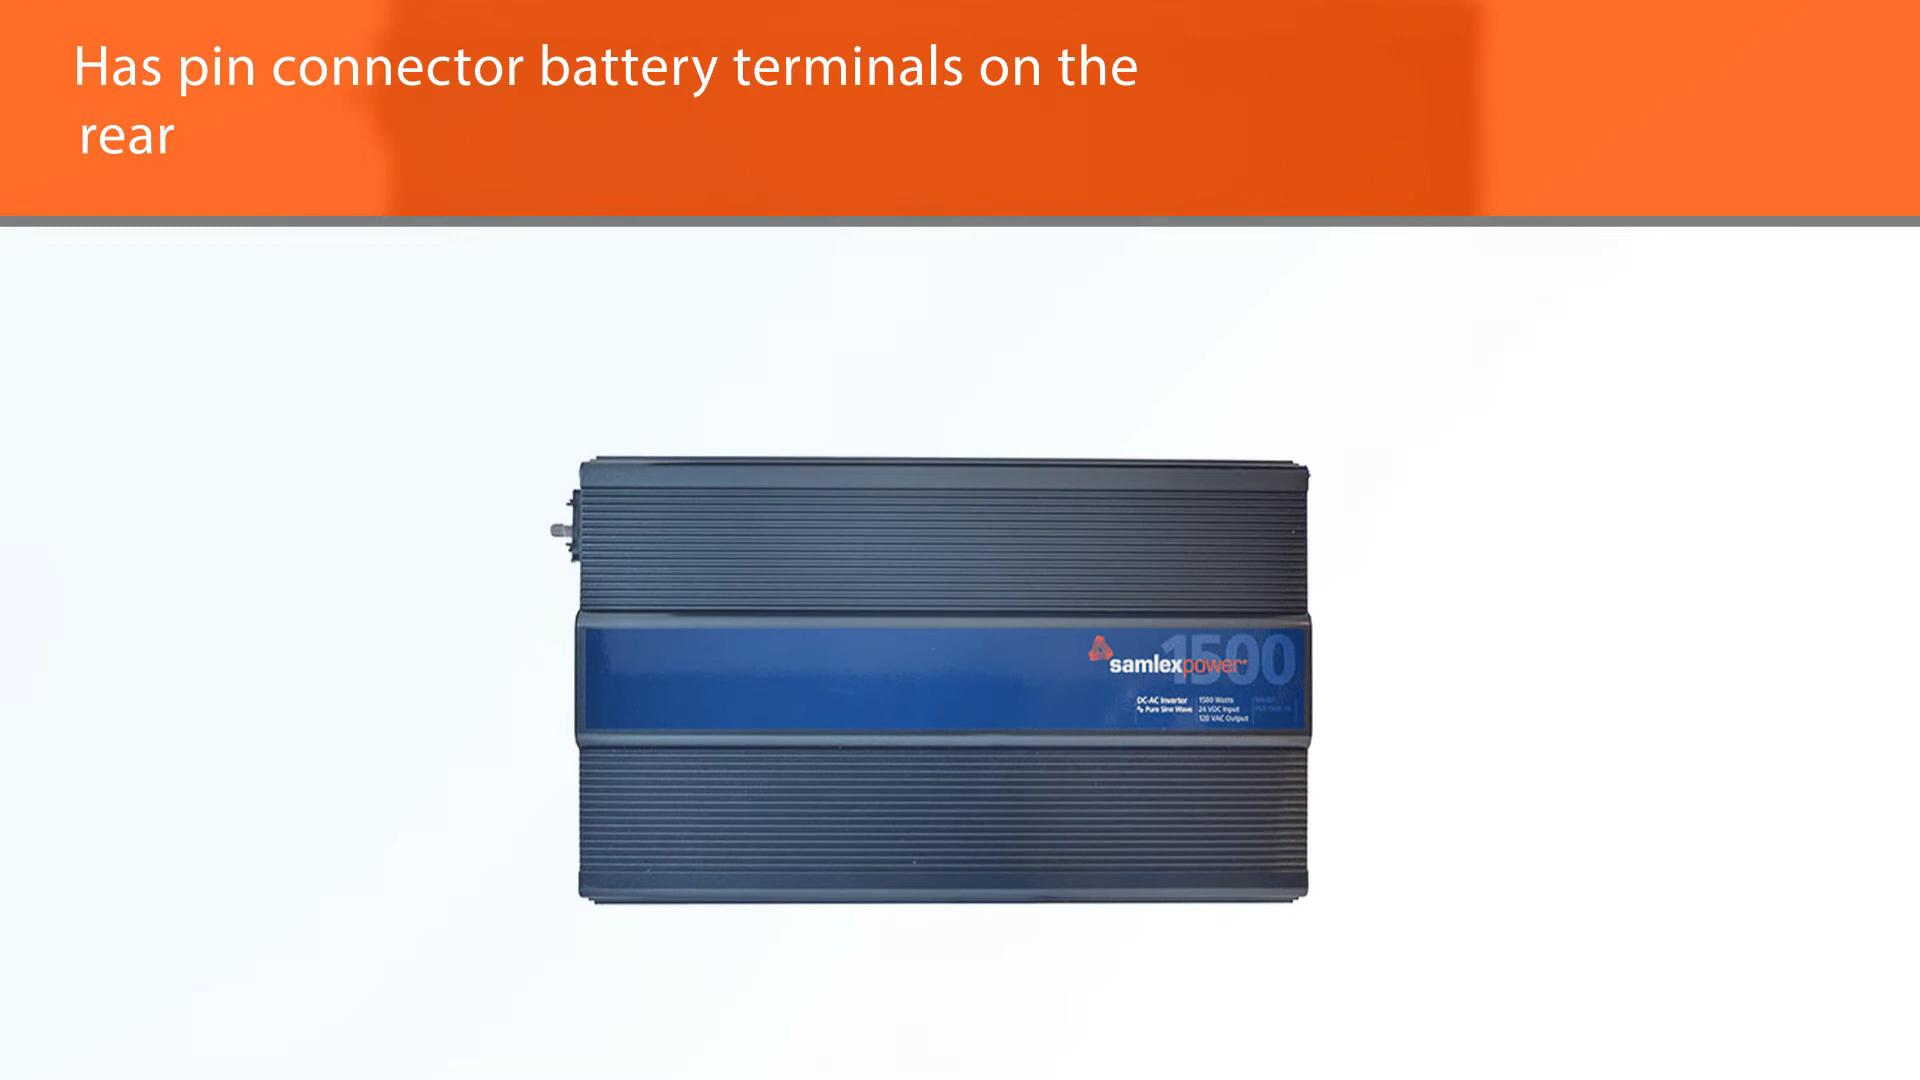 Has pin connector battery terminals on the
rear
1500
samlexpower
DC-AC Inverter
Pure Sine Wave
1500 Watts
24 VDC Input
120 VAC Output